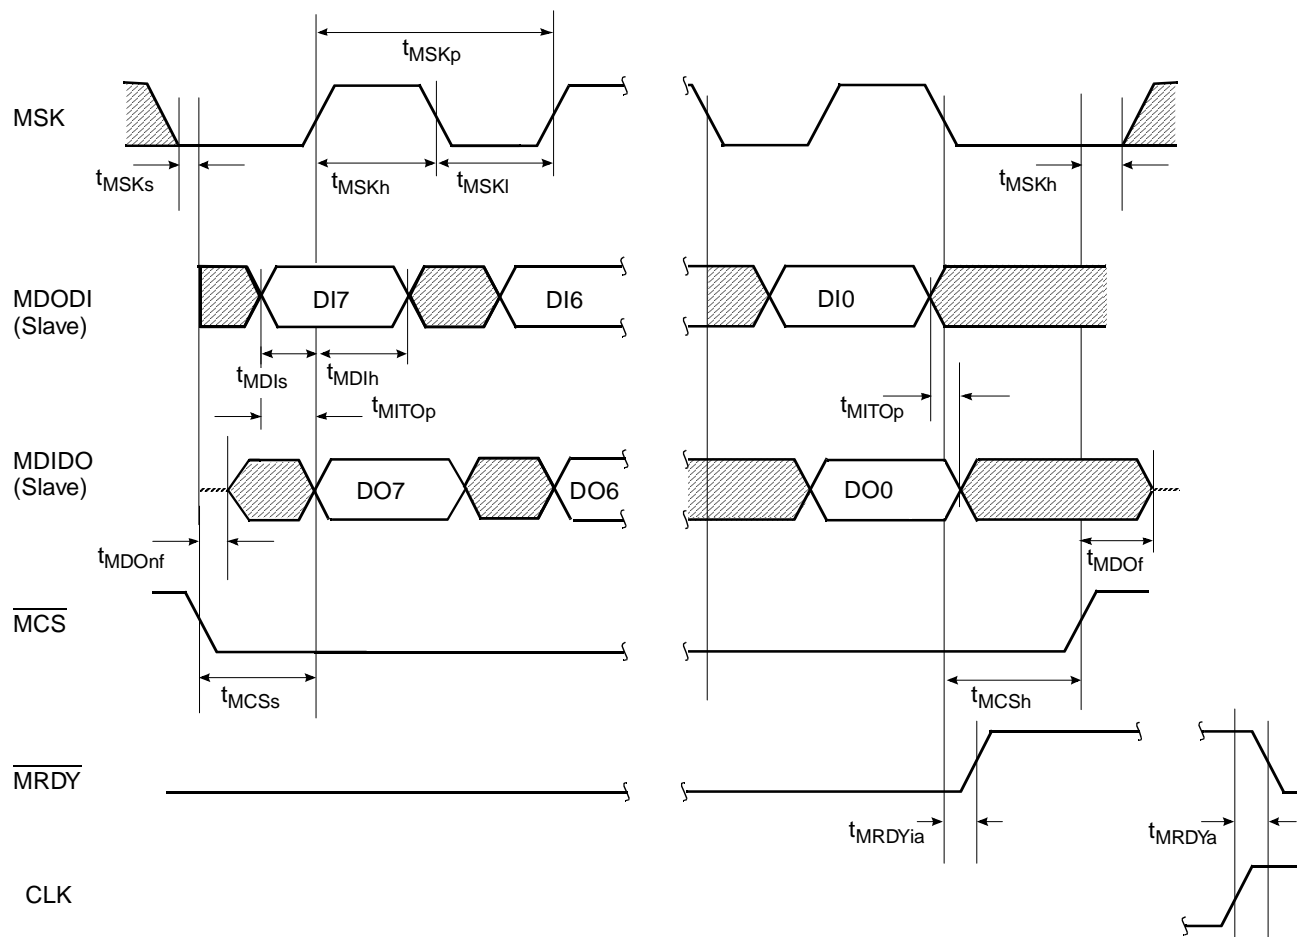 tMSKp
MSK
tMSKs
tMSKh
tMSKl
tMSKh
MDODI
(Slave)
DI7
DI6
DI0
tMDIs
tMDIh
tMITOp
tMITOp
MDIDO
(Slave)
DO7
DO6
DO0
tMDOnf
tMDOf
MCS
tMCSs
tMCSh
MRDY
tMRDYia
tMRDYa
CLK